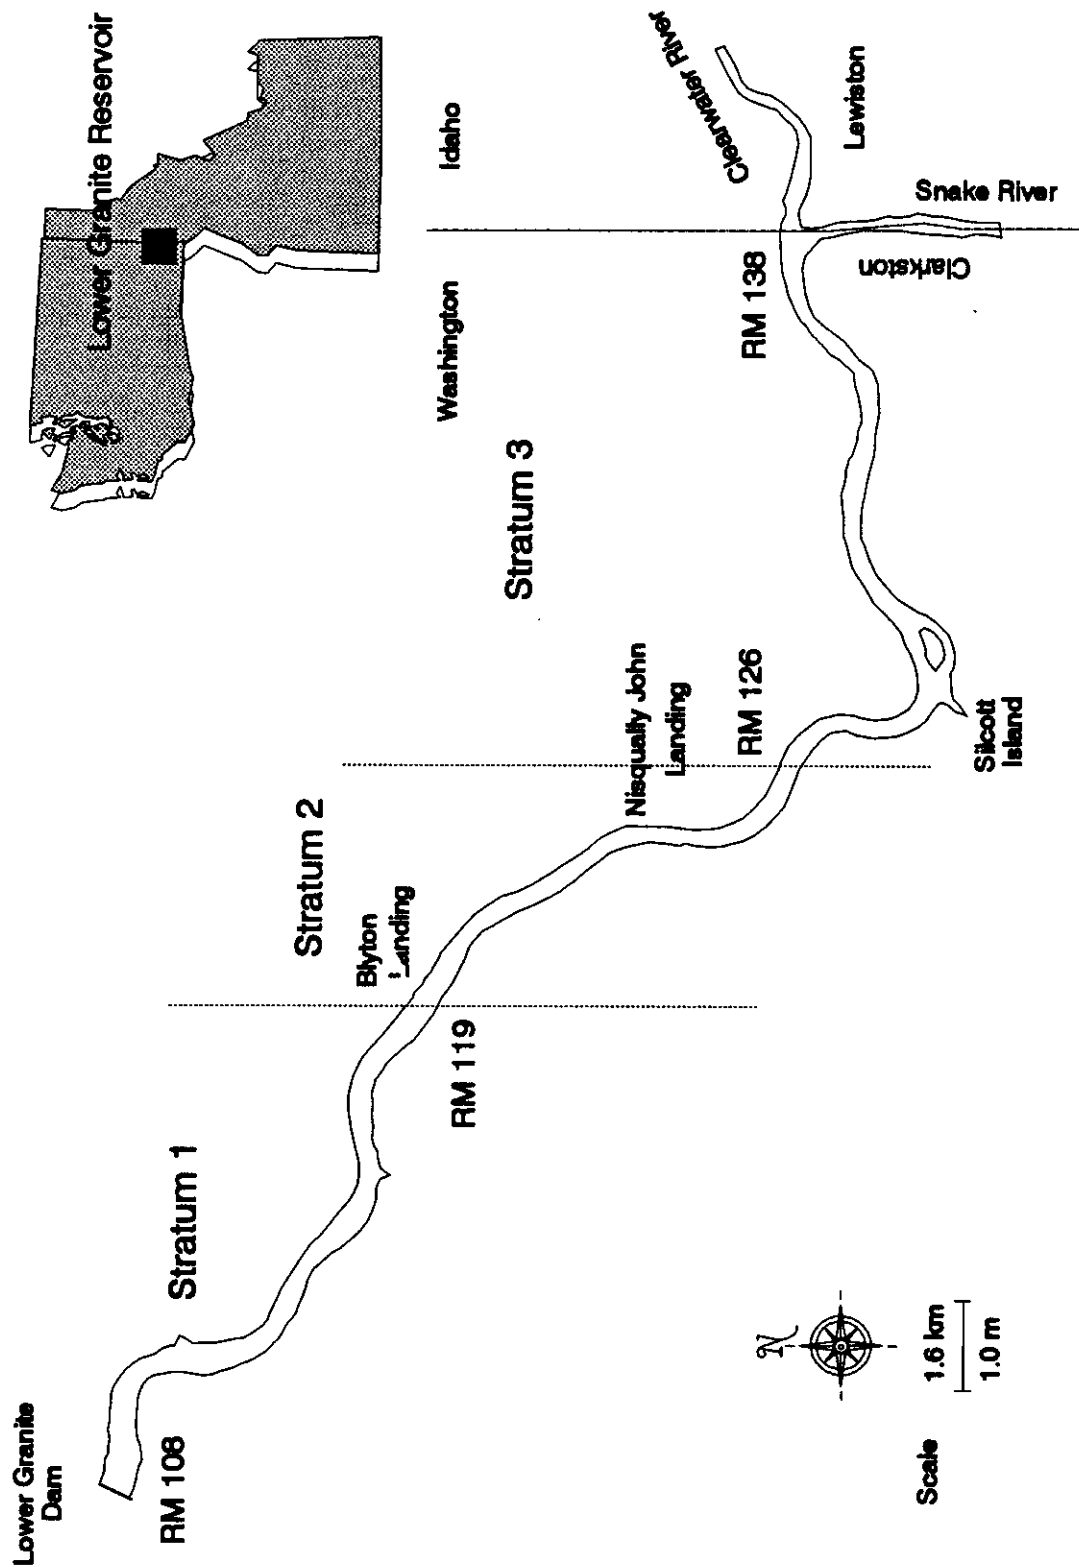 Lower Granite Reservoir
Washington
Idaho
Lower Granite
Dam
RM 108
Stratum 1
RM 119
Stratum 2
Blyton
Landing
Nisqually John
Landing
RM 126
Stratum 3
Silcott
Island
RM 138
Clarkston
Snake River
Clearwater River
Lewiston
N
Scale
1.6 km
1.0 m